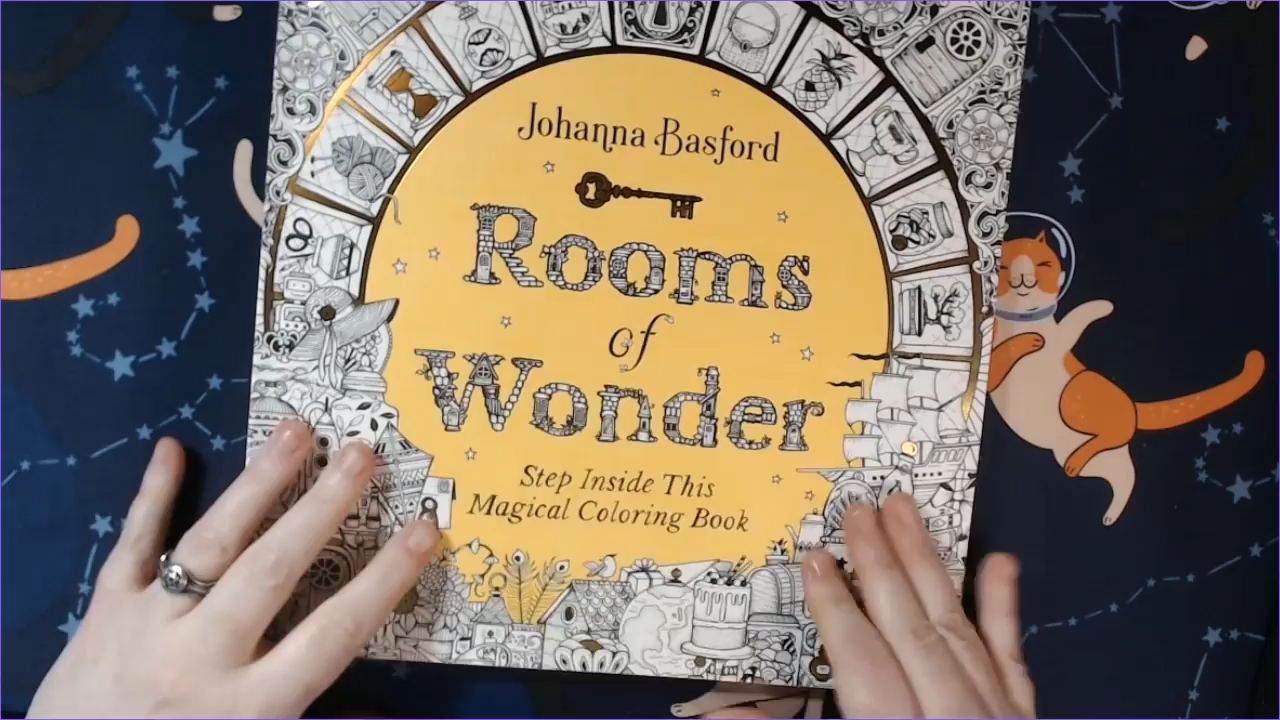 Johanna Basford
Rooms
of
Wonder
Step Inside This
Magical Coloring Book